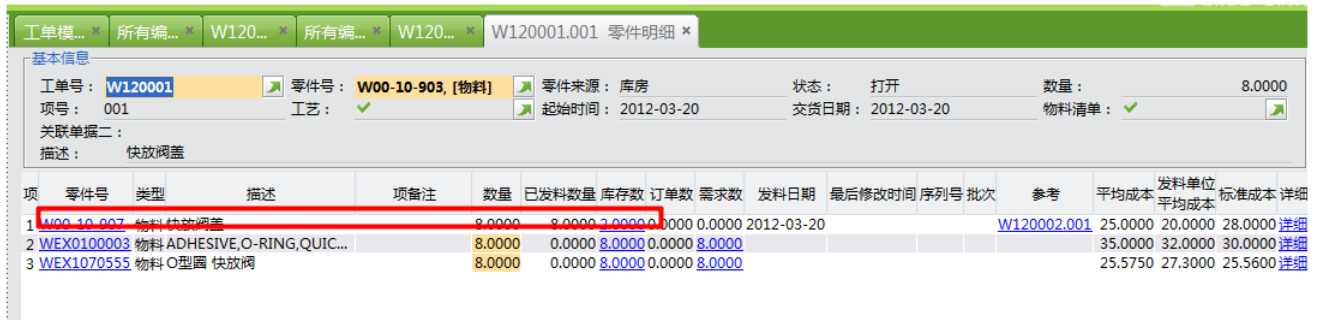 工单模... × 所有编... × W120... × 所有编... × W120... × W120001.001 零件明细 ×
基本信息
工单号： W120001 零件号： W00-10-903, [物料] 零件来源： 库房 状态： 打开 数量： 8.0000
项号： 001 工艺： 起始时间： 2012-03-20 交货日期： 2012-03-20 物料清单：
关联单据二：
描述： 快放阀盖
项 零件号 类型 描述 项备注 数量 已发料数量 库存数 订单数 需求数 发料日期 最后修改时间 序列号 批次 参考 平均成本 发料单位平均成本 标准成本 详细
1 W00-10-907 物料 快放阀盖 8.0000 8.0000 2.0000 0.0000 0.0000 2012-03-20 W120002.001 25.0000 20.0000 28.0000 详细
2 WEX0100003 物料 ADHESIVE,O-RING,QUIC... 8.0000 0.0000 8.0000 0.0000 8.0000 35.0000 32.0000 30.0000 详细
3 WEX1070555 物料 O型圈 快放阀 8.0000 0.0000 8.0000 0.0000 8.0000 25.5750 27.3000 25.5600 详细